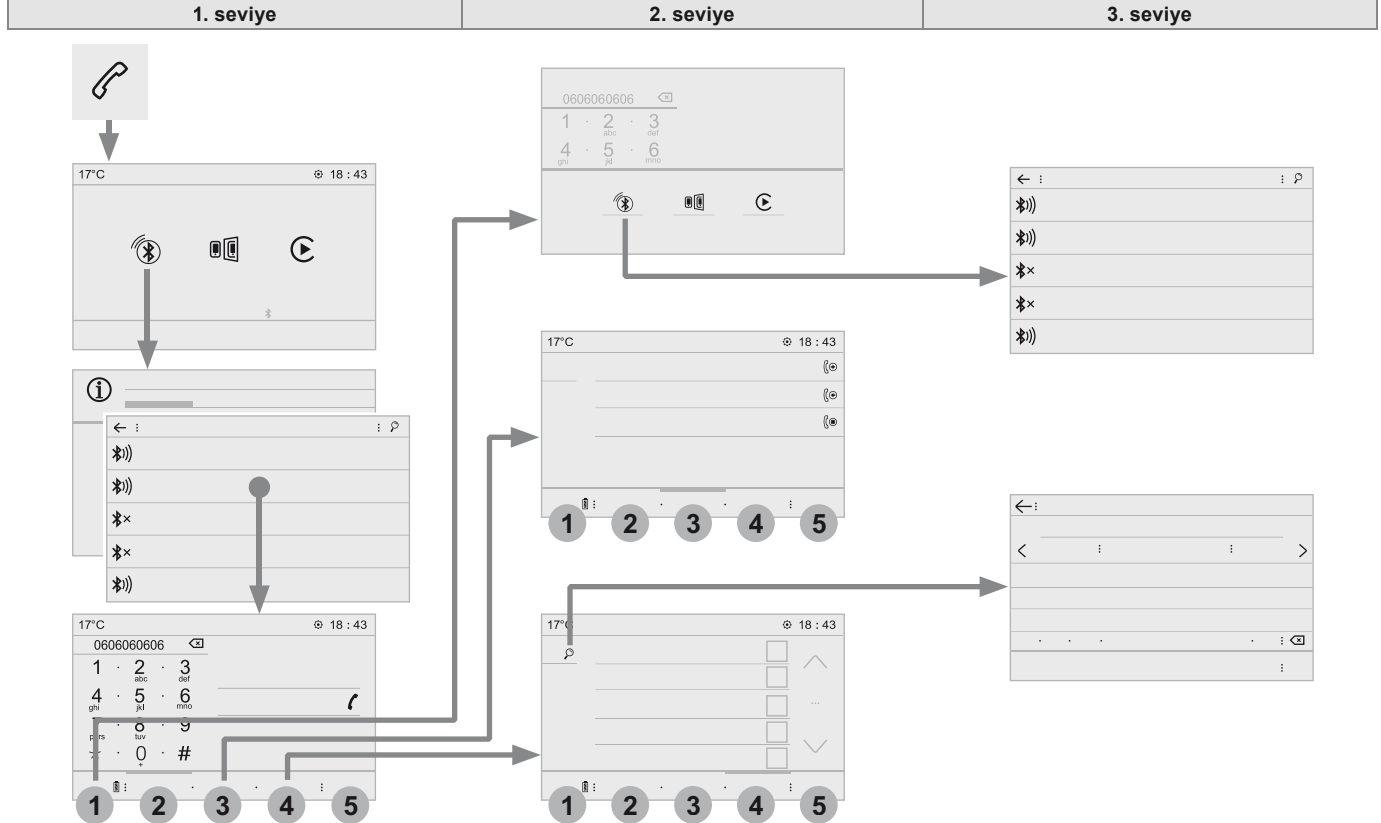 1. seviye
2. seviye
3. seviye
17°C 18 : 43
0606060606
1 · 2 · 3
abc def
4 · 5 · 6
ghi jkl mno
17°C 18 : 43
1 2 3 4 5
17°C 18 : 43
0606060606
1 · 2 · 3
abc def
4 · 5 · 6
ghi jkl mno
· 8 · 9
tuv
· 0 · #
+
1 2 3 4 5
17°C 18 : 43
...
1 2 3 4 5